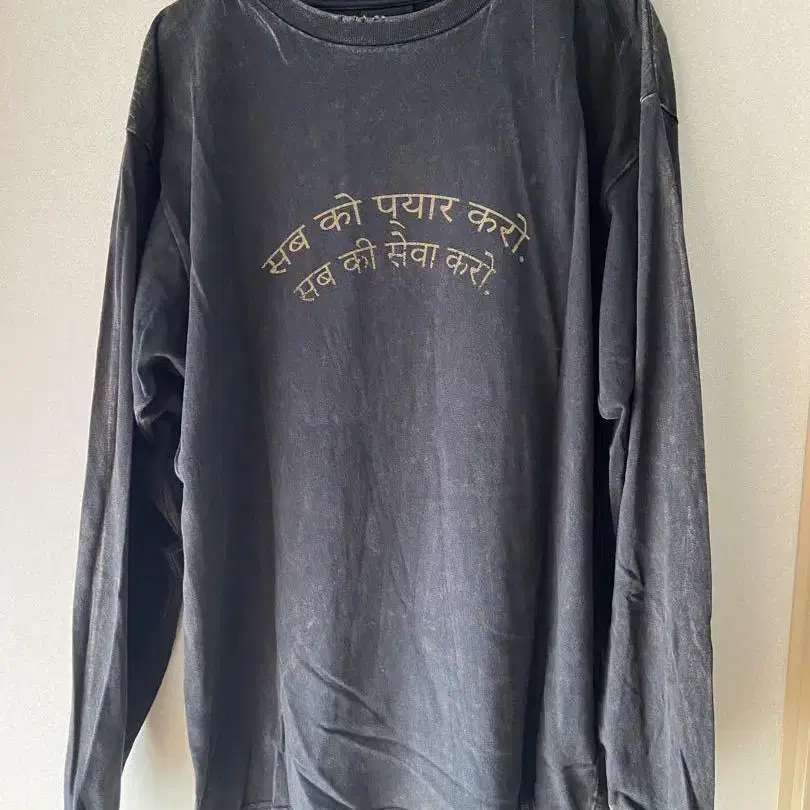 सब को प्‌यार करो.
सब की सेवा करो.